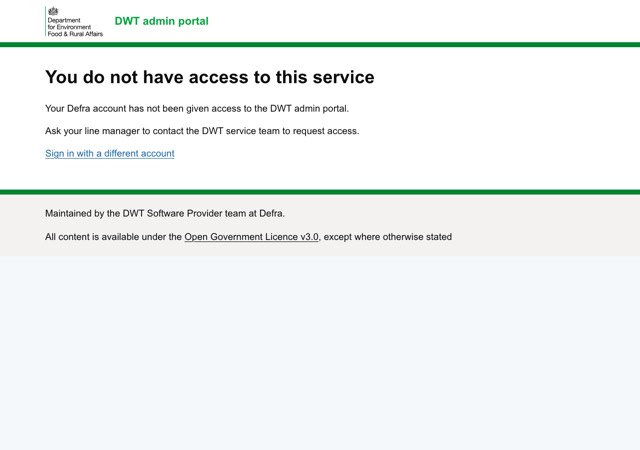 Department
for Environment
Food & Rural Affairs
DWT admin portal
You do not have access to this service
Your Defra account has not been given access to the DWT admin portal.
Ask your line manager to contact the DWT service team to request access.
Sign in with a different account
Maintained by the DWT Software Provider team at Defra.
All content is available under the Open Government Licence v3.0, except where otherwise stated